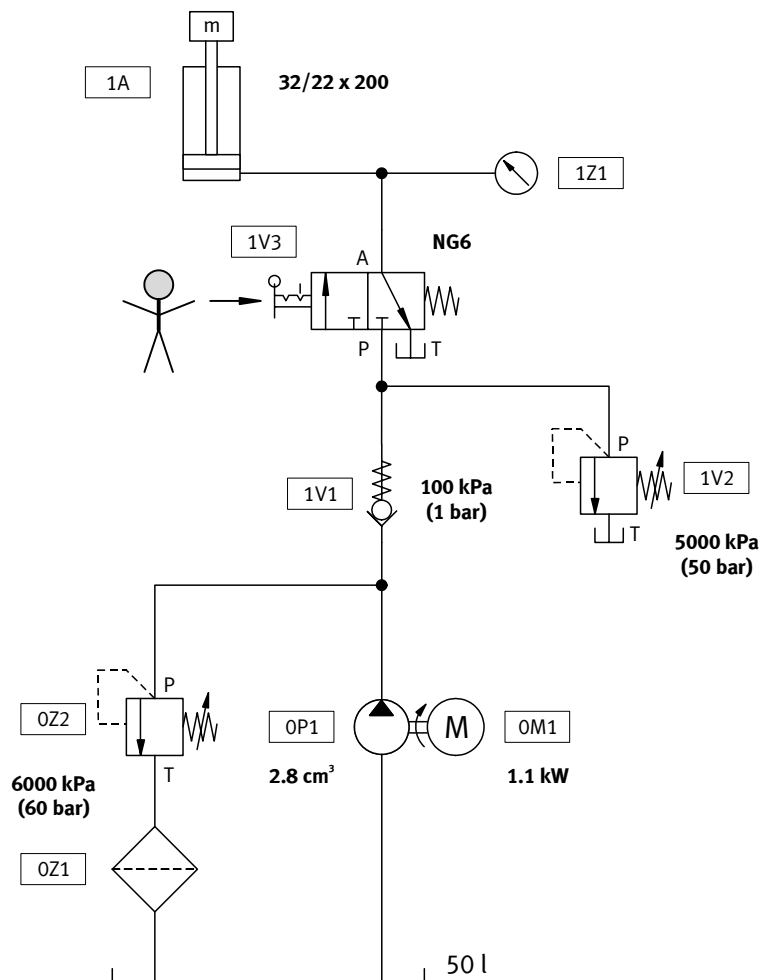 m
1A
32/22 x 200
1Z1
1V3
NG6
A
P
T
1V1
100 kPa
(1 bar)
P
1V2
T
5000 kPa
(50 bar)
P
0Z2
0P1
M
0M1
T
6000 kPa
(60 bar)
2.8 cm³
1.1 kW
0Z1
50 l